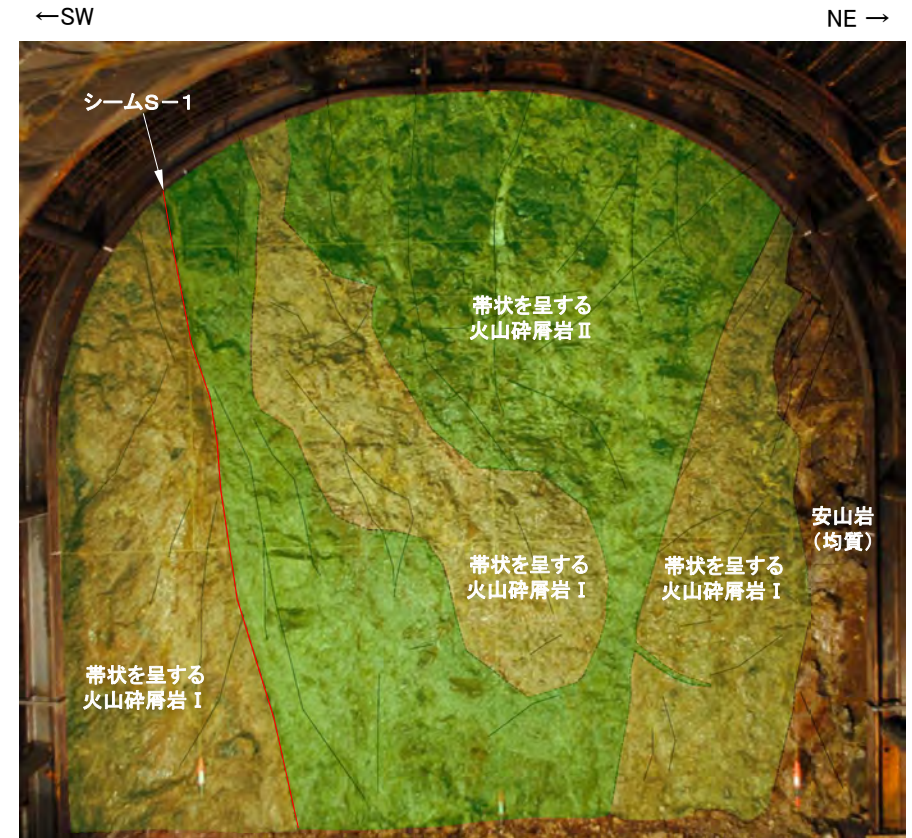 ←SW
NE →
シームS－1
帯状を呈する
火山砕屑岩Ⅱ
安山岩
（均質）
帯状を呈する
火山砕屑岩Ⅰ
帯状を呈する
火山砕屑岩Ⅰ
帯状を呈する
火山砕屑岩Ⅰ